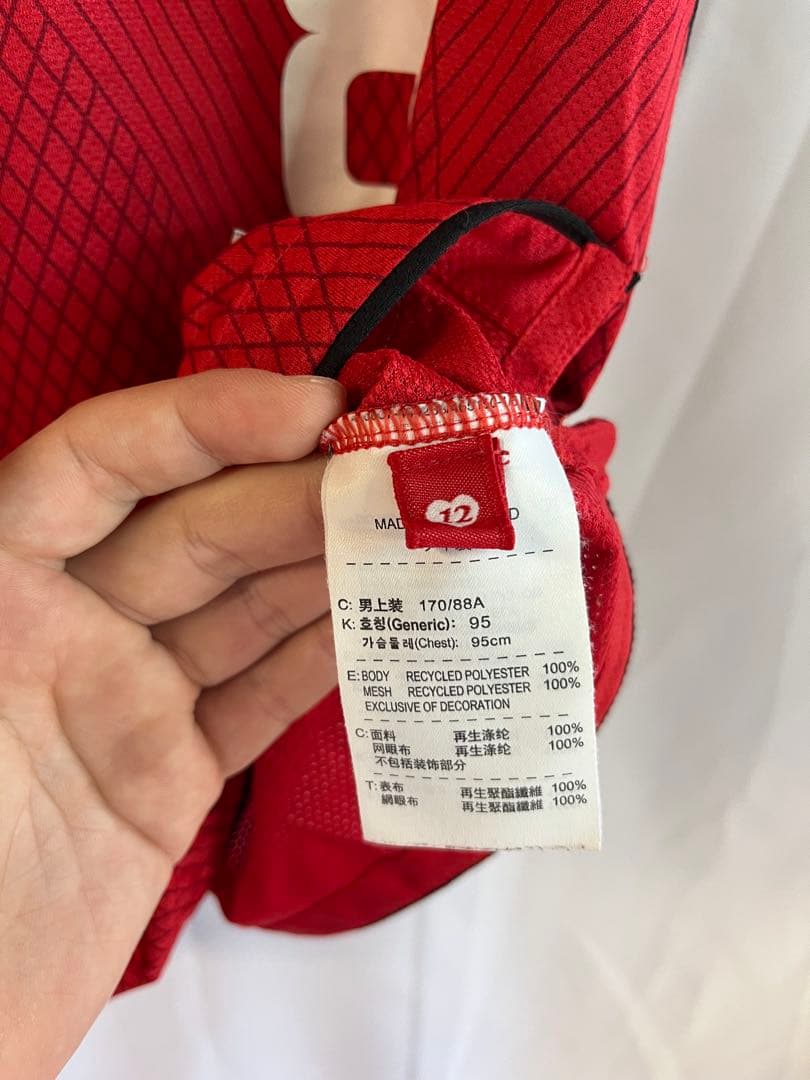 12
MAD D
C: 男上装 170/88A
K: 호칭(Generic): 95
가슴둘레(Chest): 95cm
E: BODY RECYCLED POLYESTER 100%
MESH RECYCLED POLYESTER 100%
EXCLUSIVE OF DECORATION
C: 面料 再生涤纶 100%
网眼布 再生涤纶 100%
不包括装饰部分
T: 表布 再生聚酯纖維 100%
網眼布 再生聚酯纖維 100%